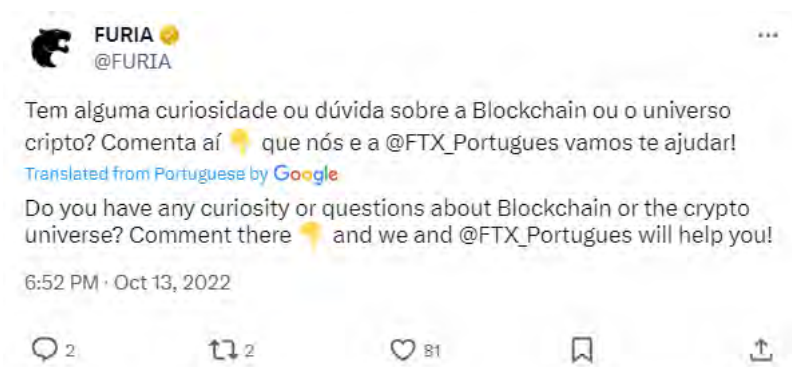 FURIA
@FURIA
Tem alguma curiosidade ou dúvida sobre a Blockchain ou o universo
cripto? Comenta aí 👇 que nós e a @FTX_Portugues vamos te ajudar!
Translated from Portuguese by Google
Do you have any curiosity or questions about Blockchain or the crypto
universe? Comment there 👇 and we and @FTX_Portugues will help you!
6:52 PM · Oct 13, 2022
2 2 81